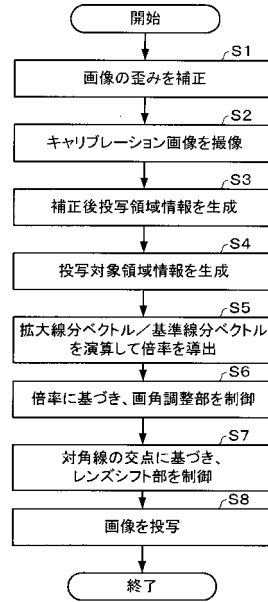 開始
S1
画像の歪みを補正
S2
キャリブレーション画像を撮像
S3
補正後投写領域情報を生成
S4
投写対象領域情報を生成
S5
拡大線分ベクトル／基準線分ベクトル
を演算して倍率を導出
S6
倍率に基づき、画角調整部を制御
S7
対角線の交点に基づき、
レンズシフト部を制御
S8
画像を投写
終了